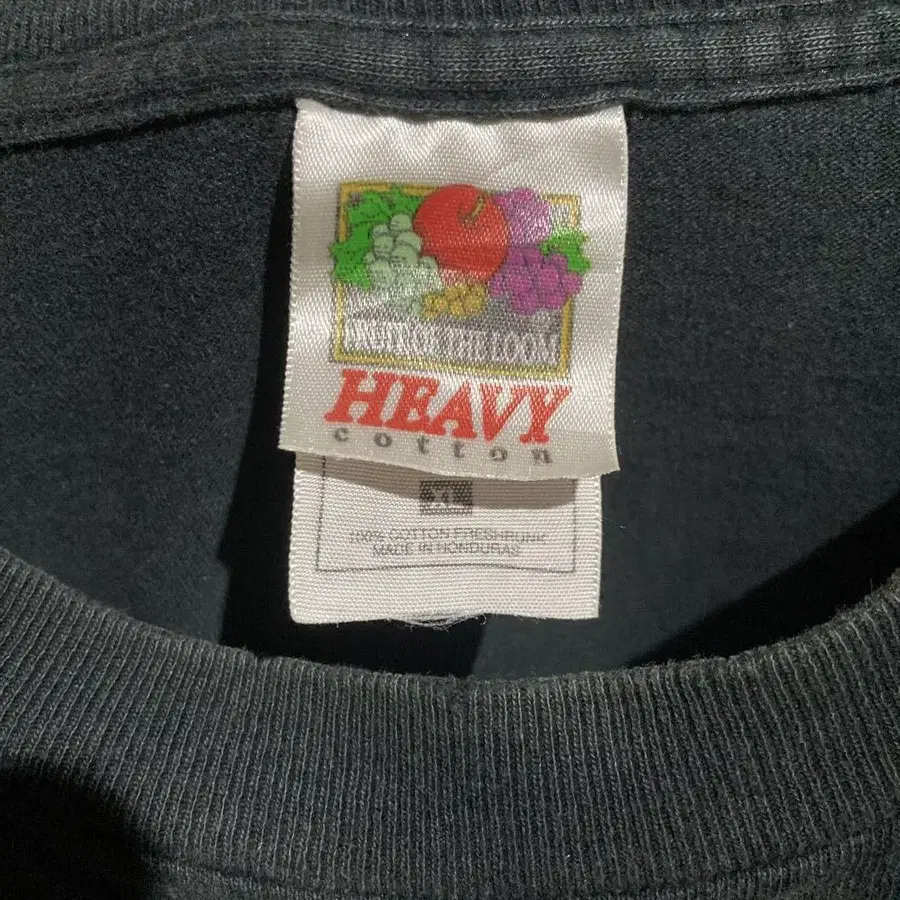 FRUIT OF THE LOOM
HEAVY
cotton
XL
100% COTTON PRESHRUNK
MADE IN HONDURAS